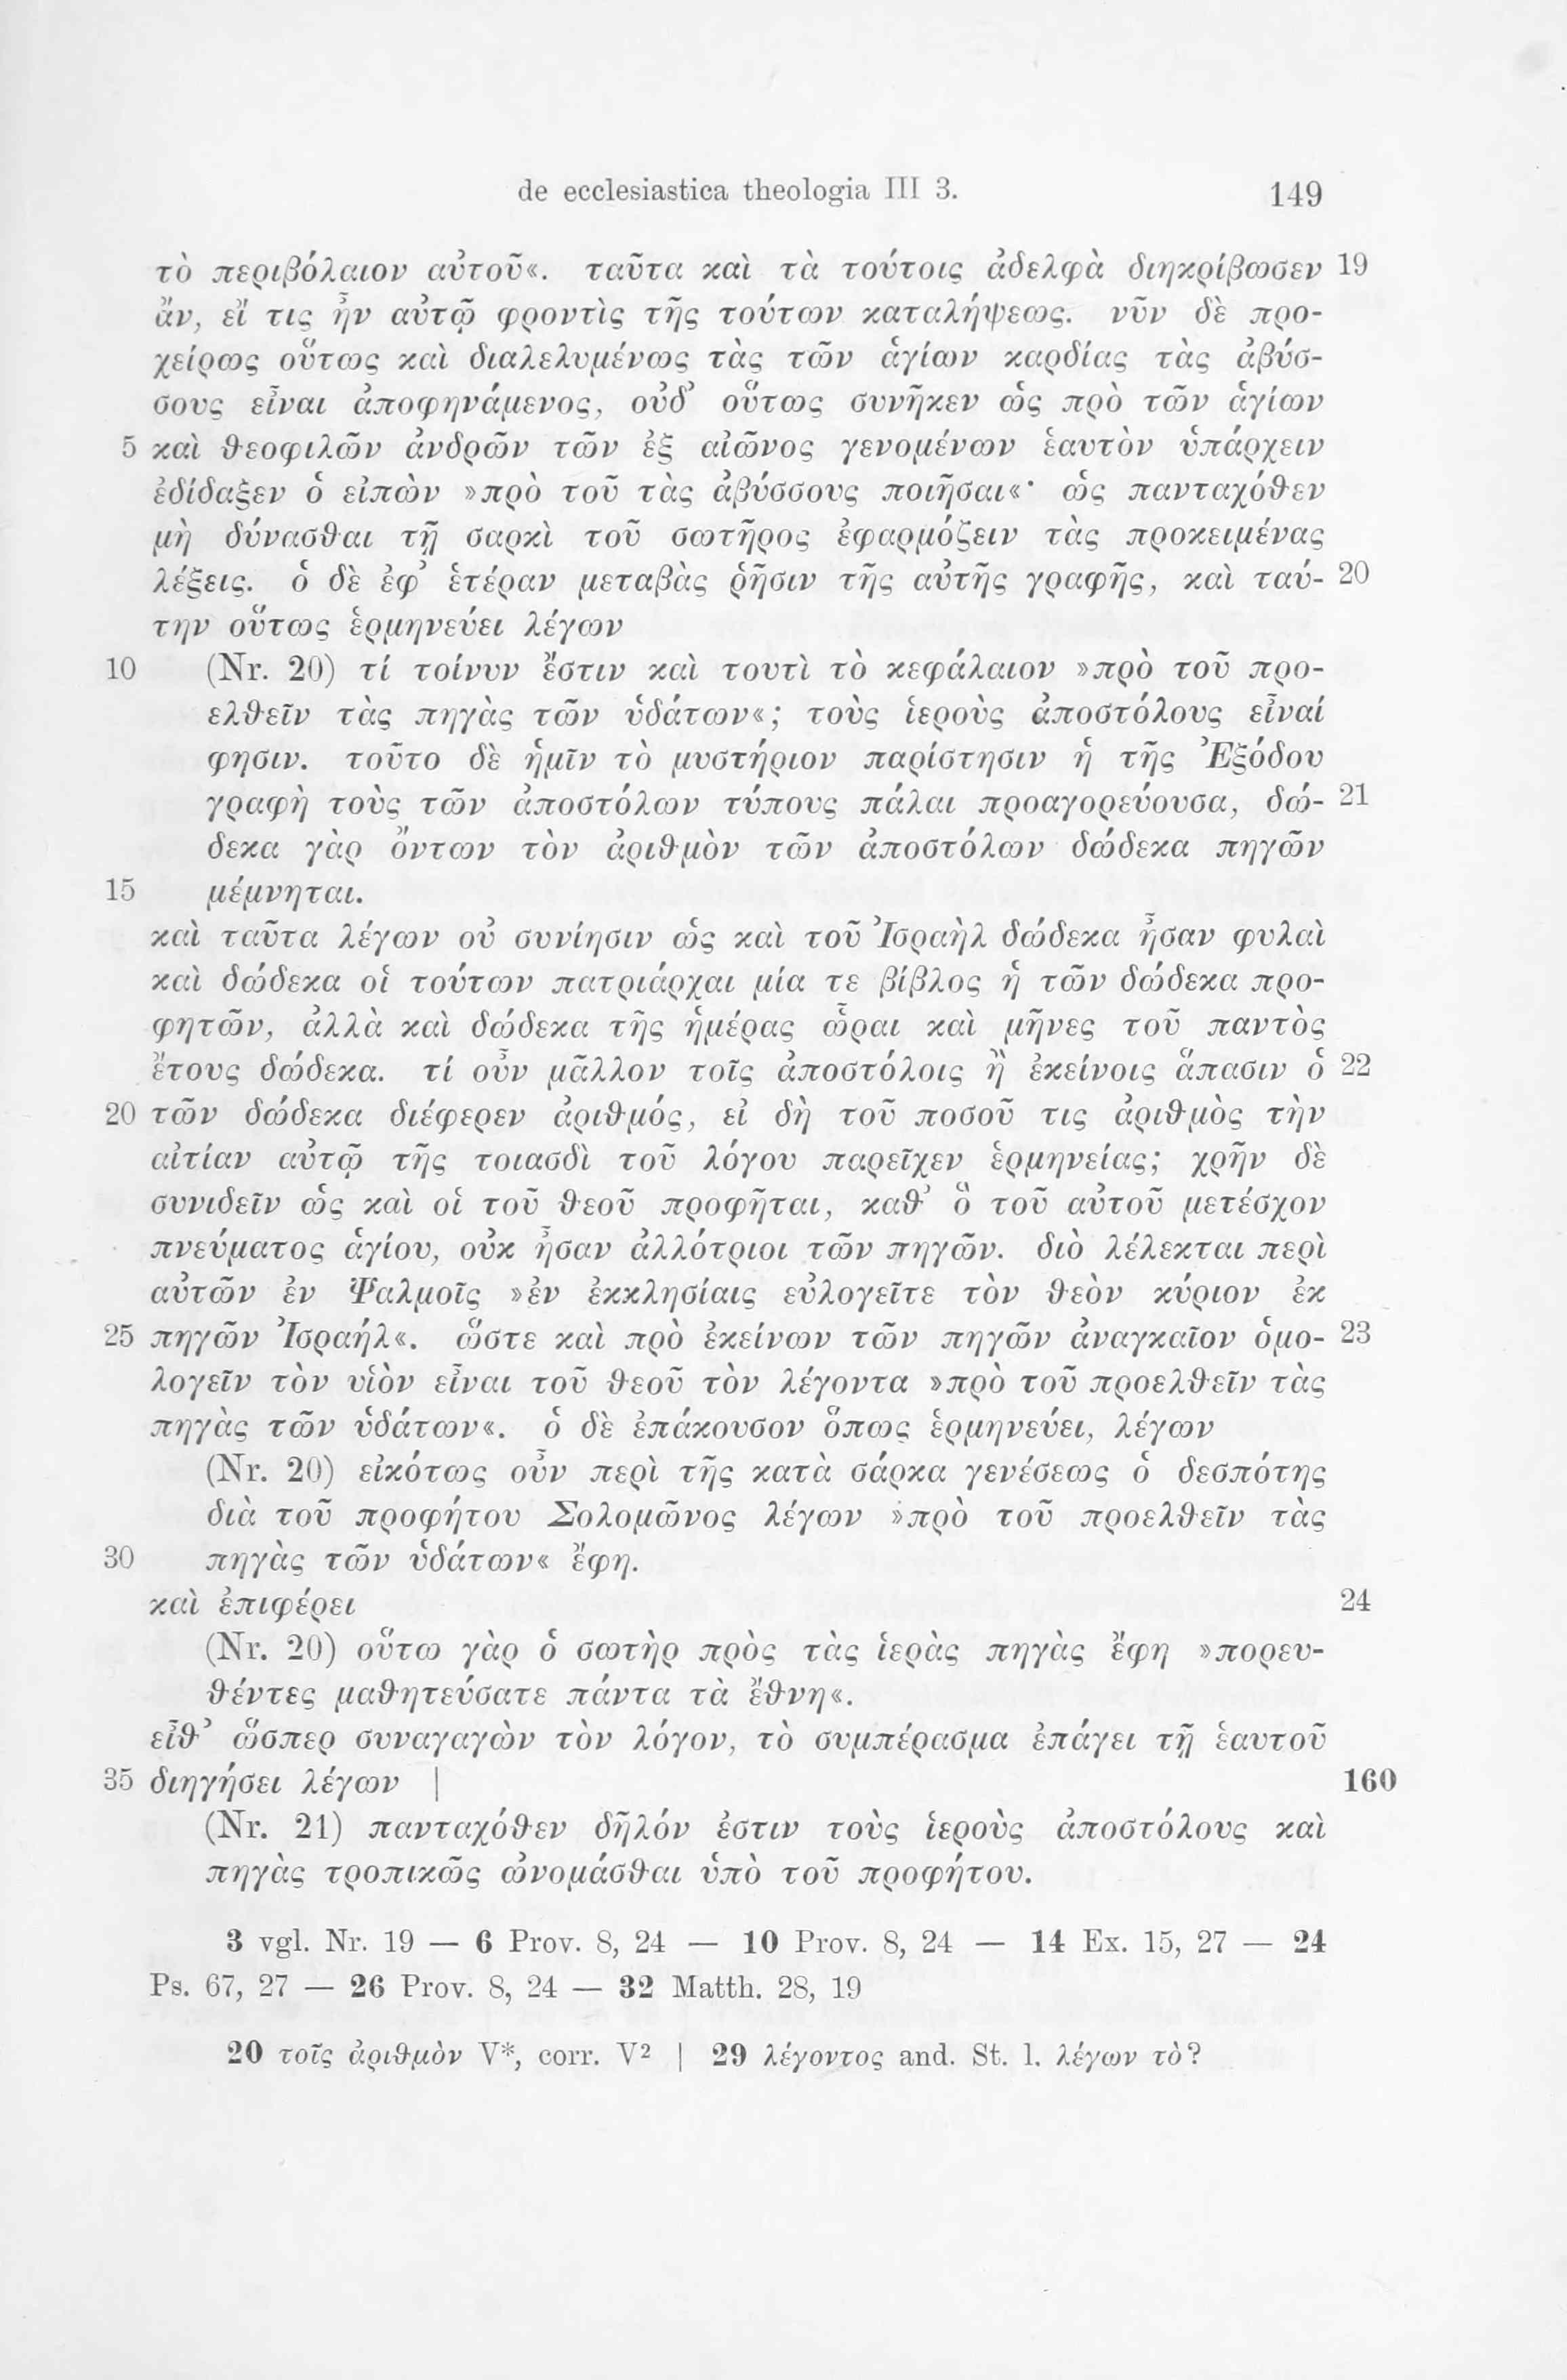 de ecclesiastica theologia III 3. 149
τὸ περιβόλαιον αὐτοῦ«. ταῦτα καὶ τὰ τούτοις ἀδελφὰ διηκρίβωσεν 19
ἄν, εἴ τις ἦν αὐτῷ φροντὶς τῆς τούτων καταλήψεως. νῦν δὲ προ-
χείρως οὕτως καὶ διαλελυμένως τὰς τῶν ἁγίων καρδίας τὰς ἀβύσ-
σους εἶναι ἀποφηνάμενος, οὐδ’ οὕτως συνῆκεν ὡς πρὸ τῶν ἁγίων
5 καὶ θεοφιλῶν ἀνδρῶν τῶν ἐξ αἰῶνος γενομένων ἑαυτὸν ὑπάρχειν
ἐδίδαξεν ὁ εἰπὼν »πρὸ τοῦ τὰς ἀβύσσους ποιῆσαι«· ὡς πανταχόθεν
μὴ δύνασθαι τῇ σαρκὶ τοῦ σωτῆρος ἐφαρμόζειν τὰς προκειμένας
λέξεις. ὁ δὲ ἐφ’ ἑτέραν μεταβὰς ῥῆσιν τῆς αὐτῆς γραφῆς, καὶ ταύ- 20
την οὕτως ἑρμηνεύει λέγων
10 (Nr. 20) τί τοίνυν ἔστιν καὶ τουτὶ τὸ κεφάλαιον »πρὸ τοῦ προ-
ελθεῖν τὰς πηγὰς τῶν ὑδάτων«; τοὺς ἱεροὺς ἀποστόλους εἶναί
φησιν. τοῦτο δὲ ἡμῖν τὸ μυστήριον παρίστησιν ἡ τῆς Ἐξόδου
γραφὴ τοὺς τῶν ἀποστόλων τύπους πάλαι προαγορεύουσα, δώ- 21
δεκα γὰρ ὄντων τὸν ἀριθμὸν τῶν ἀποστόλων δώδεκα πηγῶν
15 μέμνηται.
καὶ ταῦτα λέγων οὐ συνίησιν ὡς καὶ τοῦ Ἰσραὴλ δώδεκα ἦσαν φυλαὶ
καὶ δώδεκα οἱ τούτων πατριάρχαι μία τε βίβλος ἡ τῶν δώδεκα προ-
φητῶν, ἀλλὰ καὶ δώδεκα τῆς ἡμέρας ὧραι καὶ μῆνες τοῦ παντὸς
ἔτους δώδεκα. τί οὖν μᾶλλον τοῖς ἀποστόλοις ἢ ἐκείνοις ἅπασιν ὁ 22
20 τῶν δώδεκα διέφερεν ἀριθμός, εἰ δὴ τοῦ ποσοῦ τις ἀριθμὸς τὴν
αἰτίαν αὐτῷ τῆς τοιασδὶ τοῦ λόγου παρεῖχεν ἑρμηνείας; χρῆν δὲ
συνιδεῖν ὡς καὶ οἱ τοῦ θεοῦ προφῆται, καθ’ ὃ τοῦ αὐτοῦ μετέσχον
πνεύματος ἁγίου, οὐκ ἦσαν ἀλλότριοι τῶν πηγῶν. διὸ λέλεκται περὶ
αὐτῶν ἐν Ψαλμοῖς »ἐν ἐκκλησίαις εὐλογεῖτε τὸν θεὸν κύριον ἐκ
25 πηγῶν Ἰσραήλ«. ὥστε καὶ πρὸ ἐκείνων τῶν πηγῶν ἀναγκαῖον ὁμο- 23
λογεῖν τὸν υἱὸν εἶναι τοῦ θεοῦ τὸν λέγοντα »πρὸ τοῦ προελθεῖν τὰς
πηγὰς τῶν ὑδάτων«. ὁ δὲ ἐπάκουσον ὅπως ἑρμηνεύει, λέγων
(Nr. 20) εἰκότως οὖν περὶ τῆς κατὰ σάρκα γενέσεως ὁ δεσπότης
διὰ τοῦ προφήτου Σολομῶνος λέγων »πρὸ τοῦ προελθεῖν τὰς
30 πηγὰς τῶν ὑδάτων« ἔφη.
καὶ ἐπιφέρει 24
(Nr. 20) οὕτω γὰρ ὁ σωτὴρ πρὸς τὰς ἱερὰς πηγὰς ἔφη »πορευ-
θέντες μαθητεύσατε πάντα τὰ ἔθνη«.
εἶθ’ ὥσπερ συναγαγὼν τὸν λόγον, τὸ συμπέρασμα ἐπάγει τῇ ἑαυτοῦ
35 διηγήσει λέγων | 160
(Nr. 21) πανταχόθεν δῆλόν ἐστιν τοὺς ἱεροὺς ἀποστόλους καὶ
πηγὰς τροπικῶς ὠνομάσθαι ὑπὸ τοῦ προφήτου.
3 vgl. Nr. 19 — 6 Prov. 8, 24 — 10 Prov. 8, 24 — 14 Ex. 15, 27 — 24
Ps. 67, 27 — 26 Prov. 8, 24 — 32 Matth. 28, 19
20 τοῖς ἀριθμὸν V*, corr. V² | 29 λέγοντος and. St. l. λέγων τὸ?